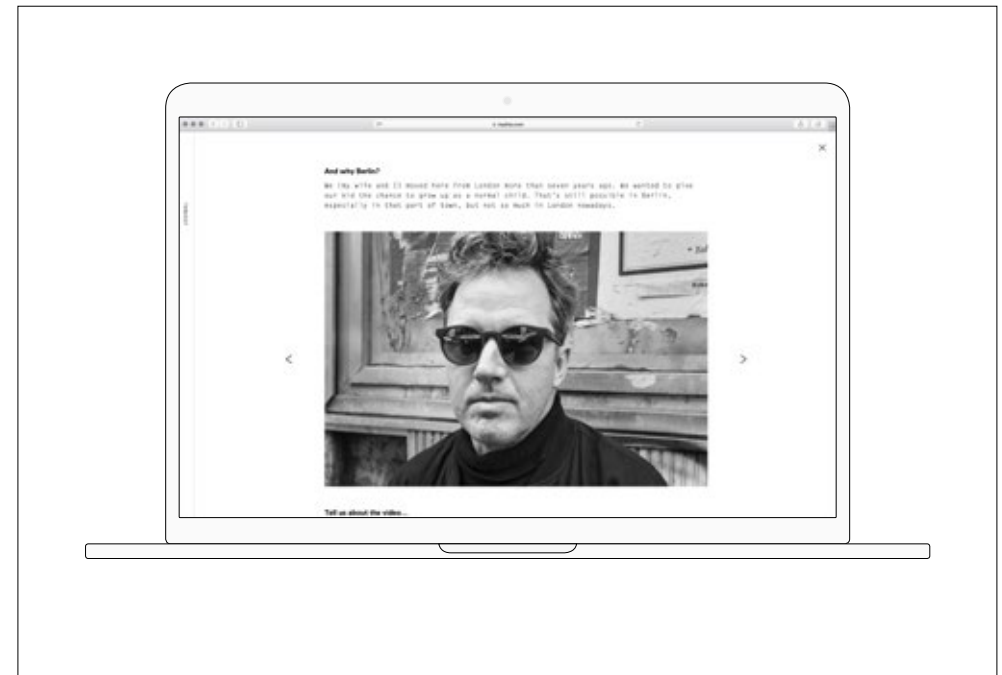 And why Berlin?
We (my wife and I) moved here from London more than seven years ago. We wanted to give
our kid the chance to grow up as a normal child. That's still possible in Berlin,
especially in that part of town, but not so much in London nowadays.
Tell us about the video...